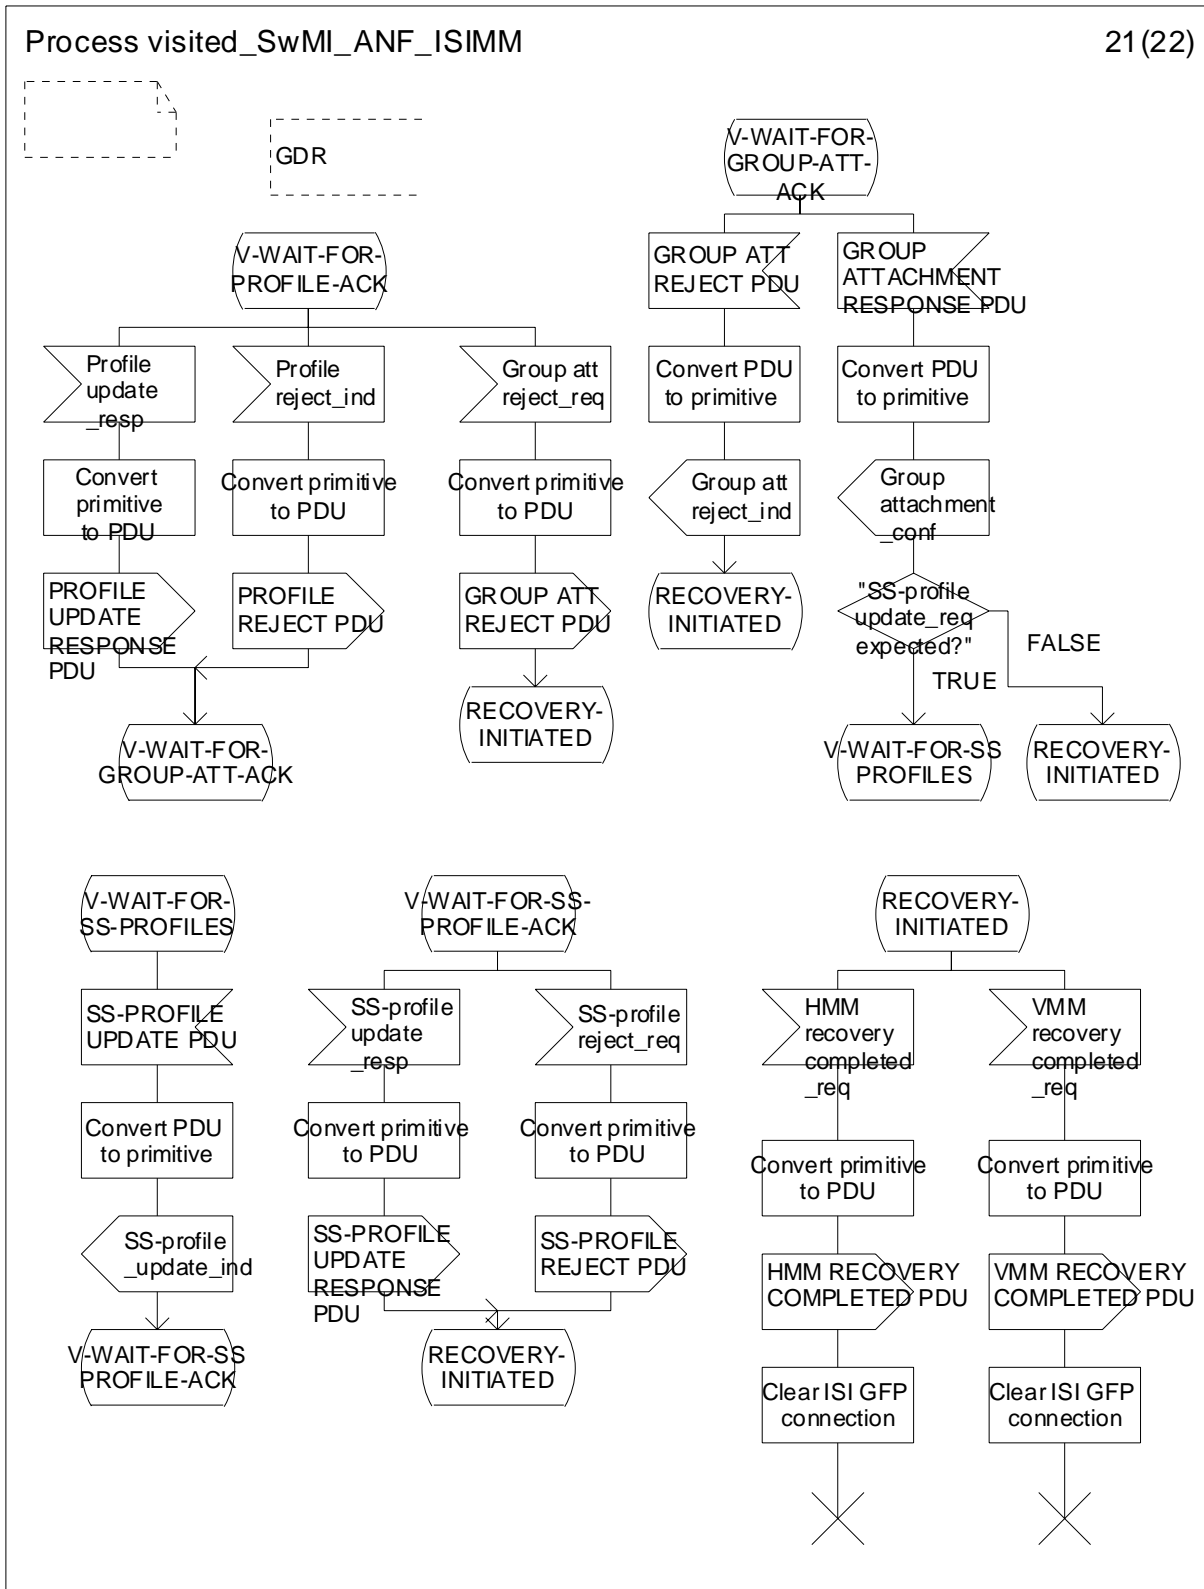 Process visited_SwMI_ANF_ISIMM
21(22)
GDR
V-WAIT-FOR-
GROUP-ATT-
ACK
V-WAIT-FOR-
PROFILE-ACK
GROUP ATT
REJECT PDU
GROUP
ATTACHMENT
RESPONSE PDU
Profile
update
_resp
Profile
reject_ind
Group att
reject_req
Convert PDU
to primitive
Convert PDU
to primitive
Convert
primitive
to PDU
Convert primitive
to PDU
Convert primitive
to PDU
Group att
reject_ind
Group
attachment
_conf
PROFILE
UPDATE
RESPONSE
PDU
PROFILE
REJECT PDU
GROUP ATT
REJECT PDU
RECOVERY-
INITIATED
"SS-profile
update_req
expected?"
FALSE
TRUE
V-WAIT-FOR-
GROUP-ATT-ACK
RECOVERY-
INITIATED
V-WAIT-FOR-SS
PROFILES
RECOVERY-
INITIATED
V-WAIT-FOR-
SS-PROFILES
V-WAIT-FOR-SS-
PROFILE-ACK
RECOVERY-
INITIATED
SS-PROFILE
UPDATE PDU
SS-profile
update
_resp
SS-profile
reject_req
HMM
recovery
completed
_req
VMM
recovery
completed
_req
Convert PDU
to primitive
Convert primitive
to PDU
Convert primitive
to PDU
Convert primitive
to PDU
Convert primitive
to PDU
SS-profile
_update_ind
SS-PROFILE
UPDATE
RESPONSE
PDU
SS-PROFILE
REJECT PDU
HMM RECOVERY
COMPLETED PDU
VMM RECOVERY
COMPLETED PDU
V-WAIT-FOR-SS
PROFILE-ACK
RECOVERY-
INITIATED
Clear ISI GFP
connection
Clear ISI GFP
connection